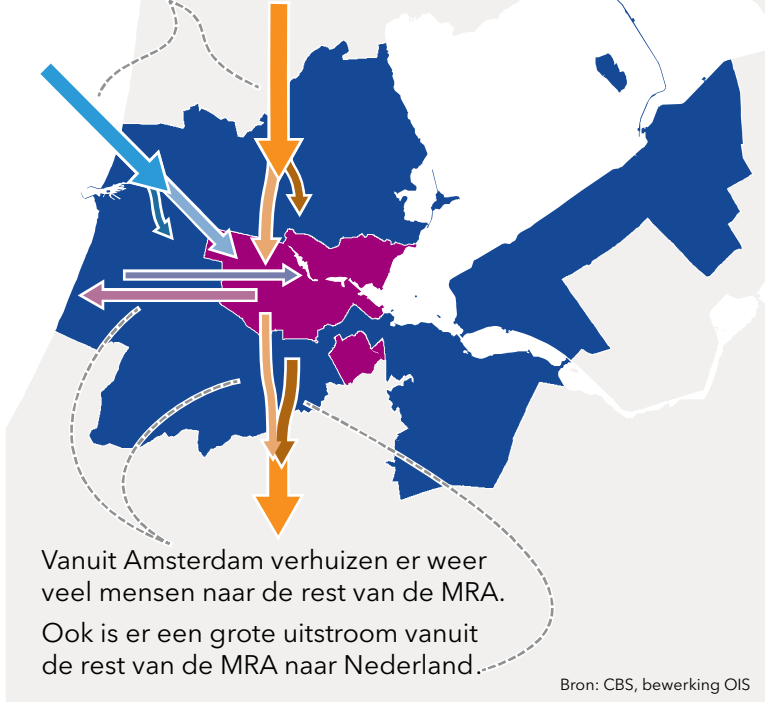 Vanuit Amsterdam verhuizen er weer
veel mensen naar de rest van de MRA.
Ook is er een grote uitstroom vanuit
de rest van de MRA naar Nederland.
Bron: CBS, bewerking OIS